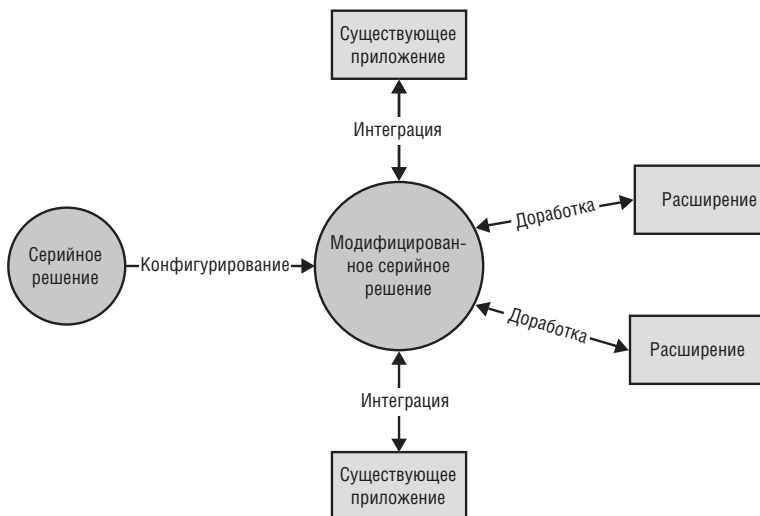 Существующее
приложение
Интеграция
Доработка
Расширение
Серийное
решение
Конфигурирование
Модифицирован-
ное серийное
решение
Доработка
Расширение
Интеграция
Существующее
приложение